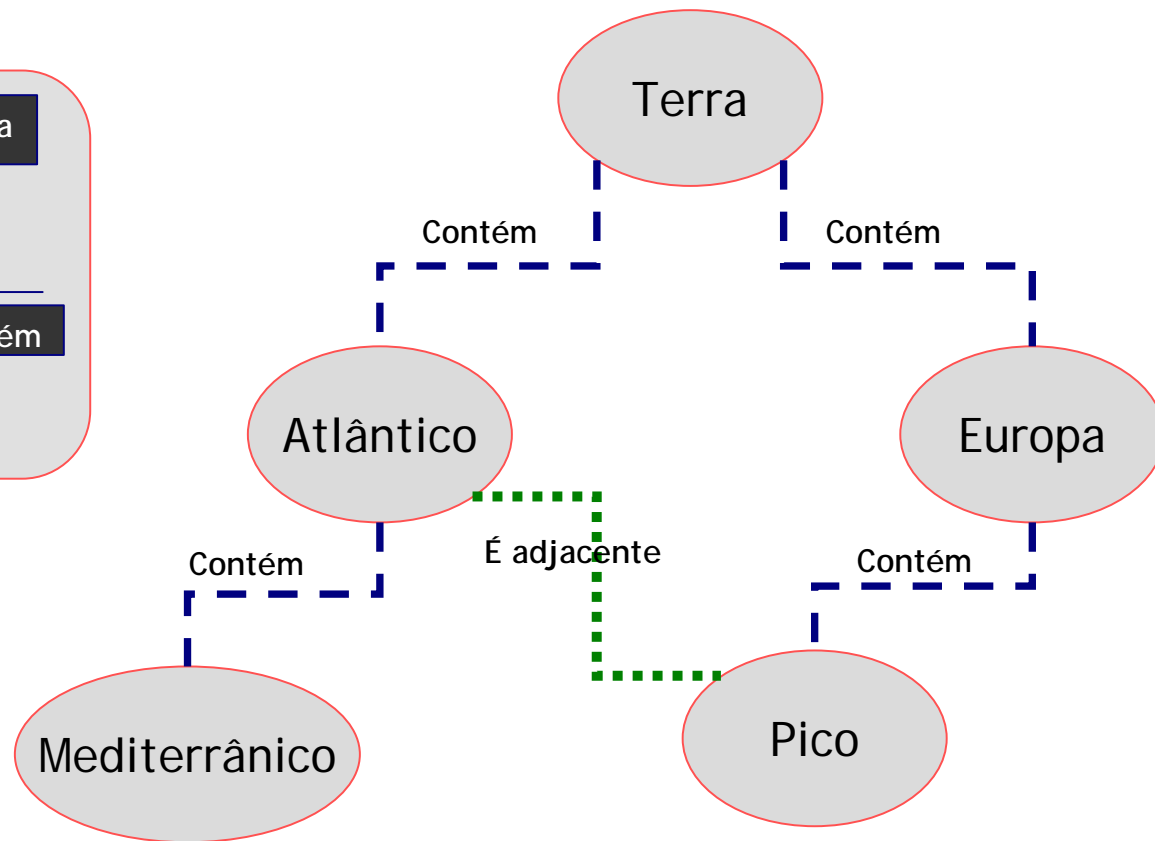 Terra
Contém
Contém
Atlântico
Europa
É adjacente
Contém
Contém
Pico
Mediterrânico